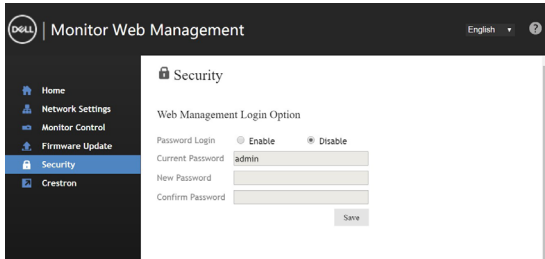 DELL | Monitor Web Management
English
?
Home
Network Settings
Monitor Control
Firmware Update
Security
Crestron
Security
Web Management Login Option
Password Login Enable Disable
Current Password admin
New Password
Confirm Password
Save